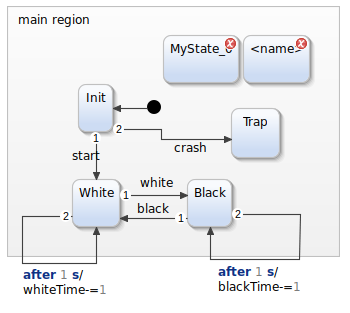 main region
MyState_0
<name>
Init
2
Trap
1
start
crash
White
1
white
Black
black
1
2
2
after 1 s/
whiteTime-=1
after 1 s/
blackTime-=1